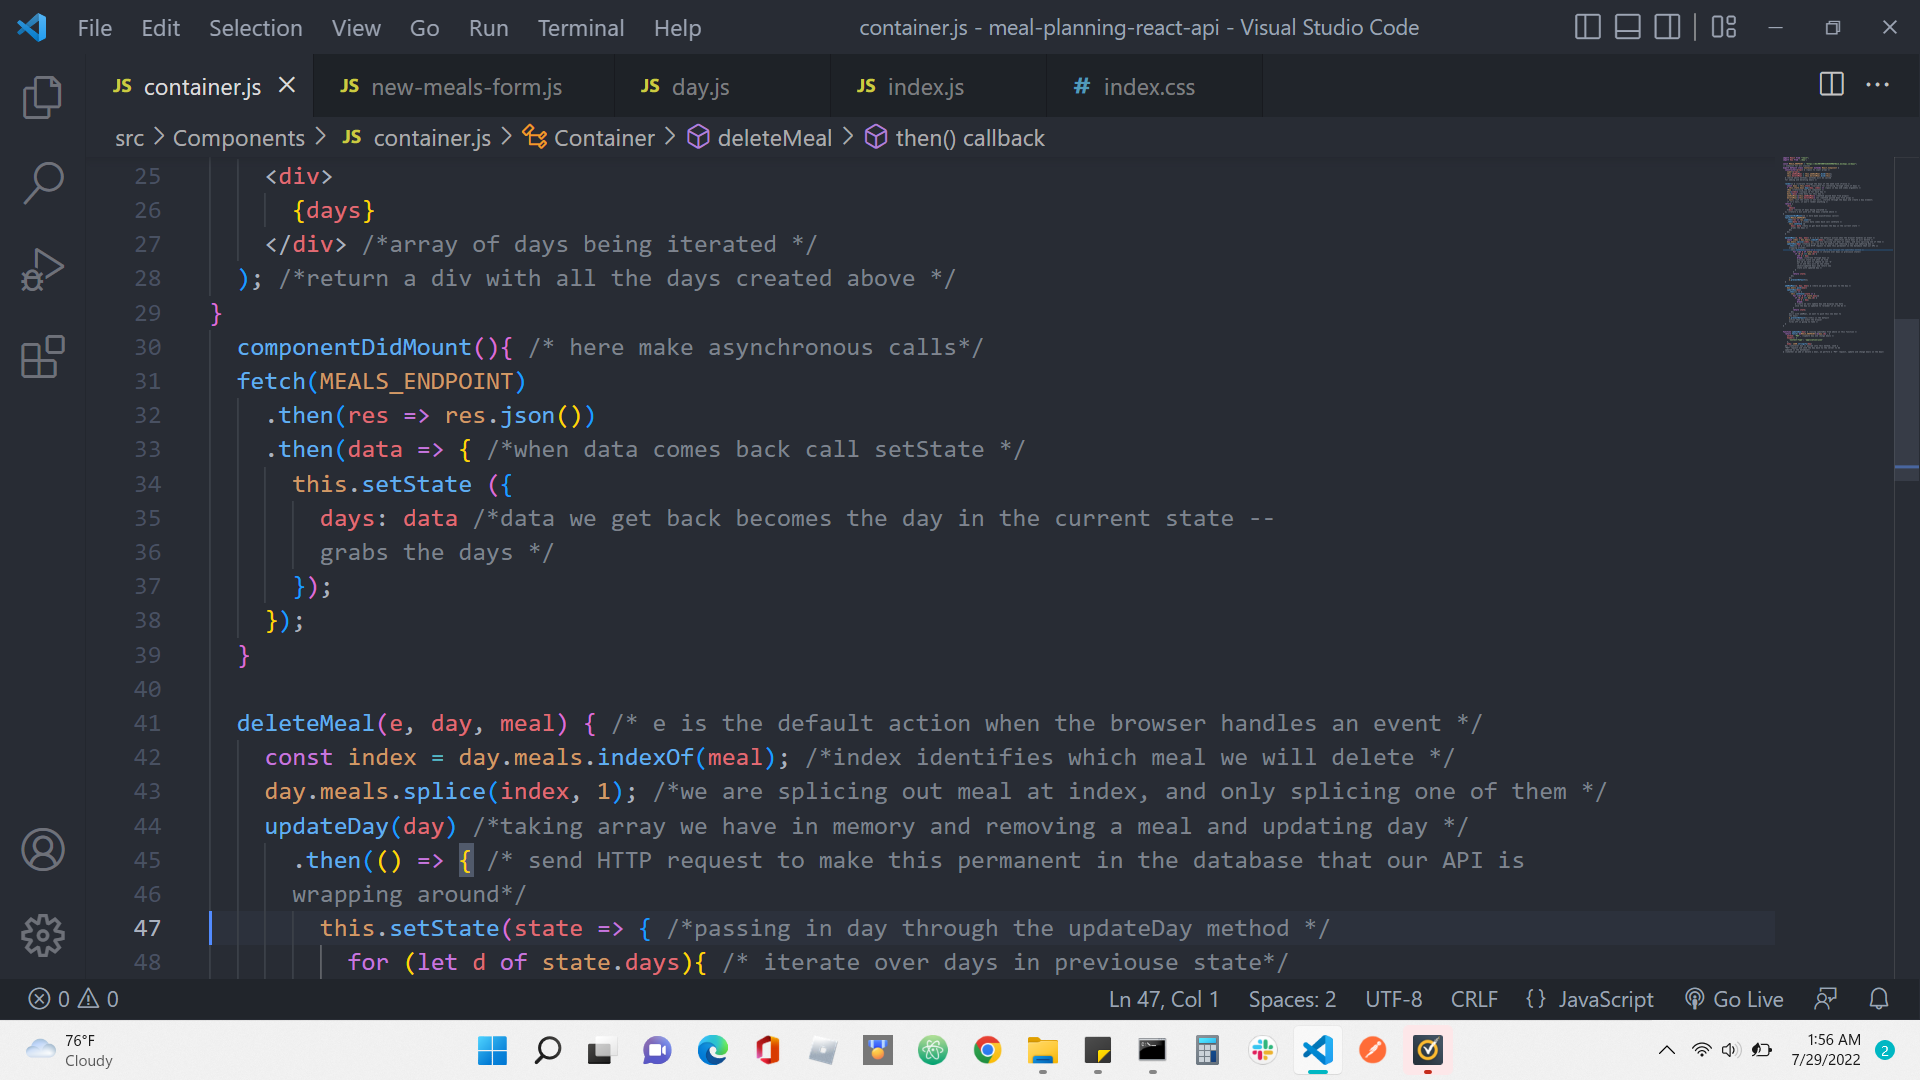 File Edit Selection View Go Run Terminal Help container.js - meal-planning-react-api - Visual Studio Code
JS container.js JS new-meals-form.js JS day.js JS index.js # index.css
src > Components > JS container.js > Container > deleteMeal > then() callback
25 <div>
26 {days}
27 </div> /*array of days being iterated */
28 ); /*return a div with all the days created above */
29 }
30 componentDidMount(){ /* here make asynchronous calls*/
31 fetch(MEALS_ENDPOINT)
32 .then(res => res.json())
33 .then(data => { /*when data comes back call setState */
34 this.setState ({
35 days: data /*data we get back becomes the day in the current state --
36 grabs the days */
37 });
38 });
39 }
40
41 deleteMeal(e, day, meal) { /* e is the default action when the browser handles an event */
42 const index = day.meals.indexOf(meal); /*index identifies which meal we will delete */
43 day.meals.splice(index, 1); /*we are splicing out meal at index, and only splicing one of them */
44 updateDay(day) /*taking array we have in memory and removing a meal and updating day */
45 .then(() => { /* send HTTP request to make this permanent in the database that our API is
46 wrapping around*/
47 this.setState(state => { /*passing in day through the updateDay method */
48 for (let d of state.days){ /* iterate over days in previouse state*/
0 0 Ln 47, Col 1 Spaces: 2 UTF-8 CRLF {} JavaScript Go Live
76°F
Cloudy
1:56 AM
7/29/2022
2